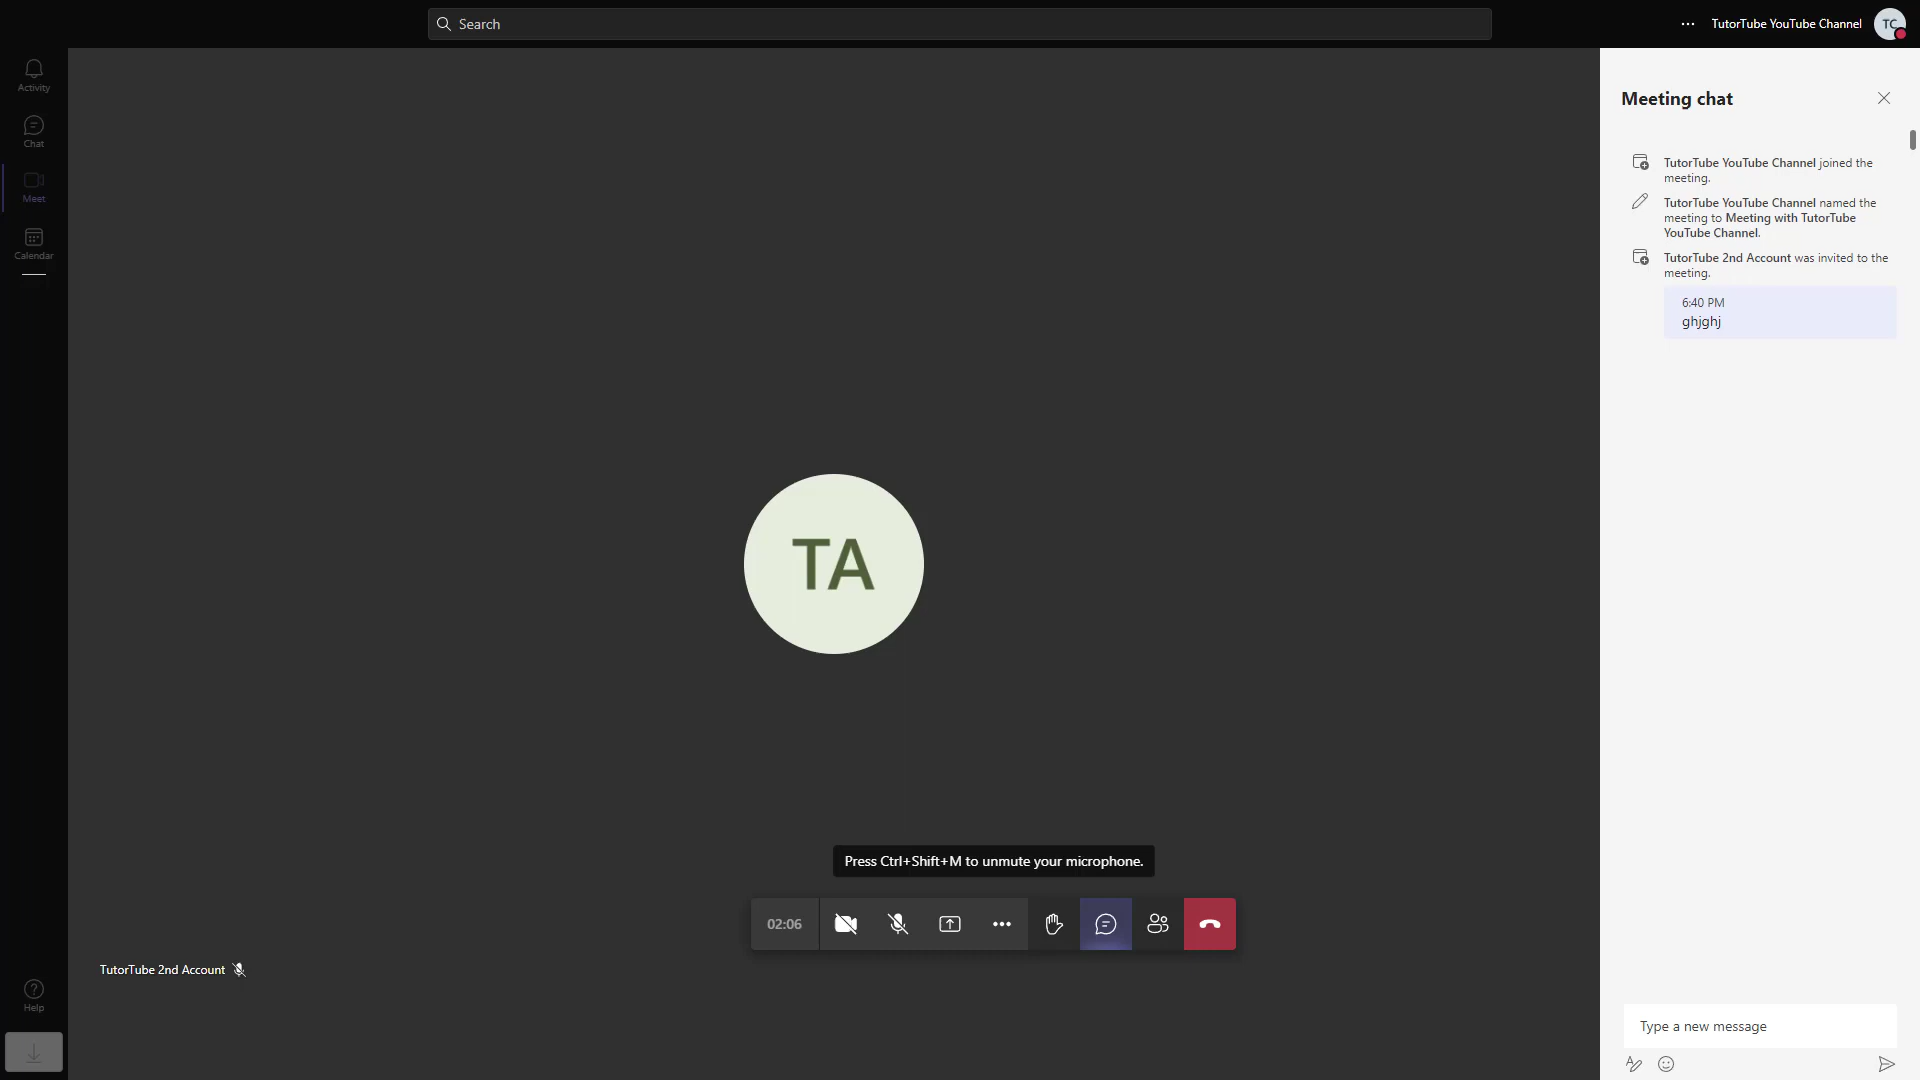 Search
TutorTube YouTube Channel
TC
Activity
Chat
Meet
Calendar
Help
TA
TutorTube 2nd Account
Press Ctrl+Shift+M to unmute your microphone.
02:06
Meeting chat
TutorTube YouTube Channel joined the
meeting.
TutorTube YouTube Channel named the
meeting to Meeting with TutorTube
YouTube Channel.
TutorTube 2nd Account was invited to the
meeting.
6:40 PM
ghjghj
Type a new message